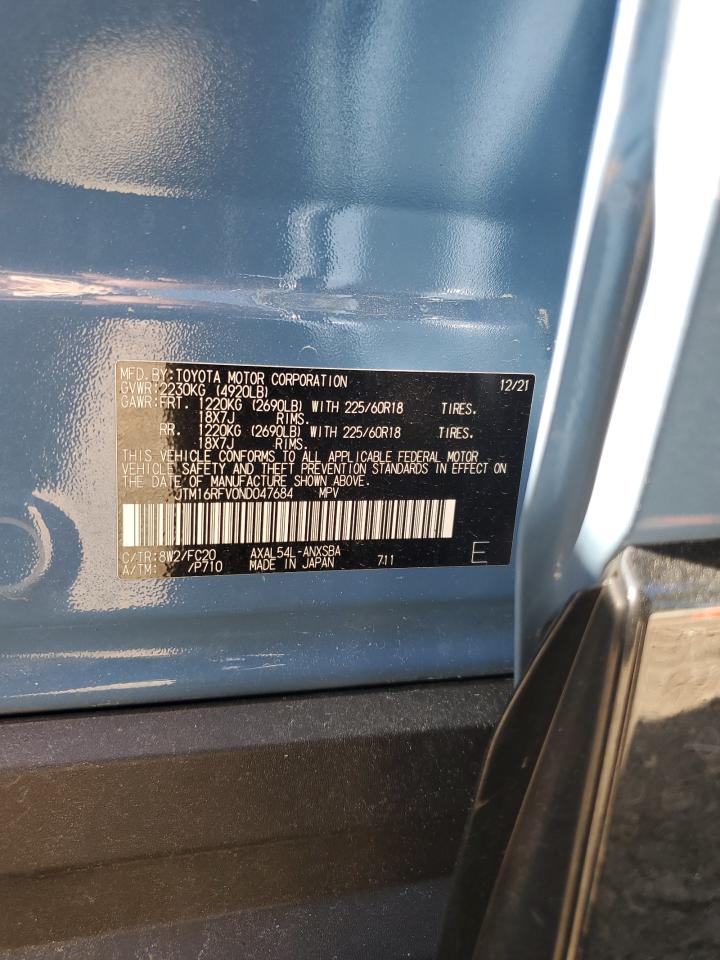 MFD.BY:TOYOTA MOTOR CORPORATION 12/21
GVWR:2230KG (4920LB)
GAWR:FRT. 1220KG (2690LB) WITH 225/60R18 TIRES.
18X7J RIMS.
RR. 1220KG (2690LB) WITH 225/60R18 TIRES.
18X7J RIMS.
THIS VEHICLE CONFORMS TO ALL APPLICABLE FEDERAL MOTOR
VEHICLE SAFETY AND THEFT PREVENTION STANDARDS IN EFFECT ON
THE DATE OF MANUFACTURE SHOWN ABOVE.
JTM16RFV0ND047684 MPV
C/TR:8W2/FC20 AXAL54L-ANXSBA
A/TM: /P710 MADE IN JAPAN 711 E